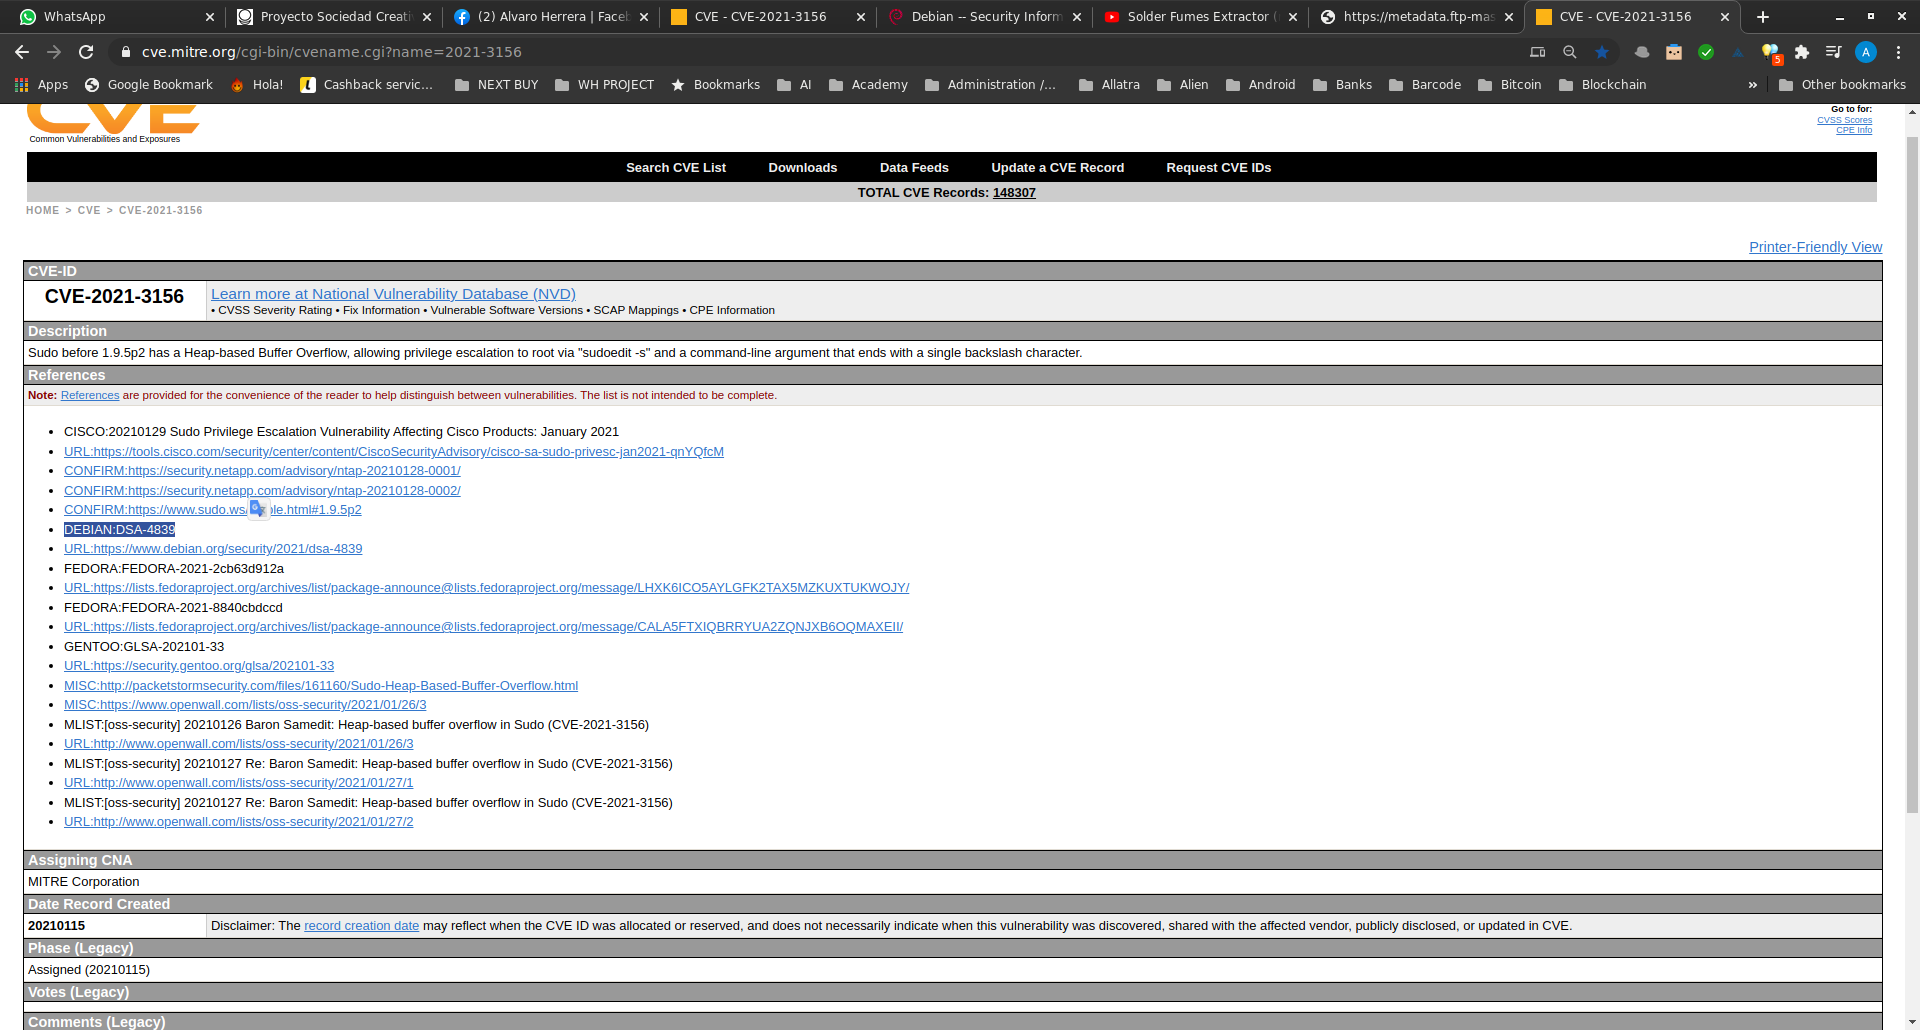 WhatsApp
Proyecto Sociedad Creati
(2) Alvaro Herrera | Faceb
CVE - CVE-2021-3156
Debian -- Security Inform
Solder Fumes Extractor (
https://metadata.ftp-mas
CVE - CVE-2021-3156
cve.mitre.org/cgi-bin/cvename.cgi?name=2021-3156
5
A
Apps
Google Bookmark
Hola!
Cashback servic...
NEXT BUY
WH PROJECT
Bookmarks
AI
Academy
Administration /...
Allatra
Alien
Android
Banks
Barcode
Bitcoin
Blockchain
»
Other bookmarks
CVE
Common Vulnerabilities and Exposures
Go to for:
CVSS Scores
CPE Info
Search CVE List
Downloads
Data Feeds
Update a CVE Record
Request CVE IDs
TOTAL CVE Records: 148307
HOME > CVE > CVE-2021-3156
Printer-Friendly View
CVE-ID
CVE-2021-3156
Learn more at National Vulnerability Database (NVD)
• CVSS Severity Rating • Fix Information • Vulnerable Software Versions • SCAP Mappings • CPE Information
Description
Sudo before 1.9.5p2 has a Heap-based Buffer Overflow, allowing privilege escalation to root via "sudoedit -s" and a command-line argument that ends with a single backslash character.
References
Note: References are provided for the convenience of the reader to help distinguish between vulnerabilities. The list is not intended to be complete.
• CISCO:20210129 Sudo Privilege Escalation Vulnerability Affecting Cisco Products: January 2021
• URL:https://tools.cisco.com/security/center/content/CiscoSecurityAdvisory/cisco-sa-sudo-privesc-jan2021-qnYQfcM
• CONFIRM:https://security.netapp.com/advisory/ntap-20210128-0001/
• CONFIRM:https://security.netapp.com/advisory/ntap-20210128-0002/
• CONFIRM:https://www.sudo.ws/ le.html#1.9.5p2
• DEBIAN:DSA-4839
• URL:https://www.debian.org/security/2021/dsa-4839
• FEDORA:FEDORA-2021-2cb63d912a
• URL:https://lists.fedoraproject.org/archives/list/package-announce@lists.fedoraproject.org/message/LHXK6ICO5AYLGFK2TAX5MZKUXTUKWOJY/
• FEDORA:FEDORA-2021-8840cbdccd
• URL:https://lists.fedoraproject.org/archives/list/package-announce@lists.fedoraproject.org/message/CALA5FTXIQBRRYUA2ZQNJXB6OQMAXEII/
• GENTOO:GLSA-202101-33
• URL:https://security.gentoo.org/glsa/202101-33
• MISC:http://packetstormsecurity.com/files/161160/Sudo-Heap-Based-Buffer-Overflow.html
• MISC:https://www.openwall.com/lists/oss-security/2021/01/26/3
• MLIST:[oss-security] 20210126 Baron Samedit: Heap-based buffer overflow in Sudo (CVE-2021-3156)
• URL:http://www.openwall.com/lists/oss-security/2021/01/26/3
• MLIST:[oss-security] 20210127 Re: Baron Samedit: Heap-based buffer overflow in Sudo (CVE-2021-3156)
• URL:http://www.openwall.com/lists/oss-security/2021/01/27/1
• MLIST:[oss-security] 20210127 Re: Baron Samedit: Heap-based buffer overflow in Sudo (CVE-2021-3156)
• URL:http://www.openwall.com/lists/oss-security/2021/01/27/2
Assigning CNA
MITRE Corporation
Date Record Created
20210115
Disclaimer: The record creation date may reflect when the CVE ID was allocated or reserved, and does not necessarily indicate when this vulnerability was discovered, shared with the affected vendor, publicly disclosed, or updated in CVE.
Phase (Legacy)
Assigned (20210115)
Votes (Legacy)
Comments (Legacy)